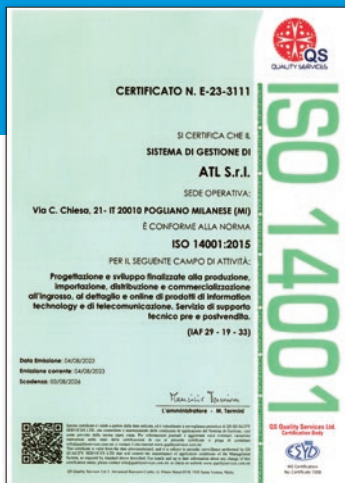 QS
QUALITY SERVICES
CERTIFICATO N. E-23-3111
SI CERTIFICA CHE IL
SISTEMA DI GESTIONE DI
ATL S.r.l.
SEDE OPERATIVA:
Via C. Chiesa, 21- IT 20010 POGLIANO MILANESE (MI)
È CONFORME ALLA NORMA
ISO 14001:2015
PER IL SEGUENTE CAMPO DI ATTIVITÀ:
Progettazione e sviluppo finalizzate alla produzione,
importazione, distribuzione e commercializzazione
all'ingrosso, al dettaglio e online di prodotti di information
technology e di telecomunicazione. Servizio di supporto
tecnico pre e postvendita.
(IAF 29 - 19 - 33)
Data Emissione: 04/08/2023
Emissione corrente: 04/08/2023
Scadenza: 03/08/2026
L'amministratore - M. Termini
ISO 14001
QS Quality Services Ltd.
Certification Body
ESYD
MS Certification